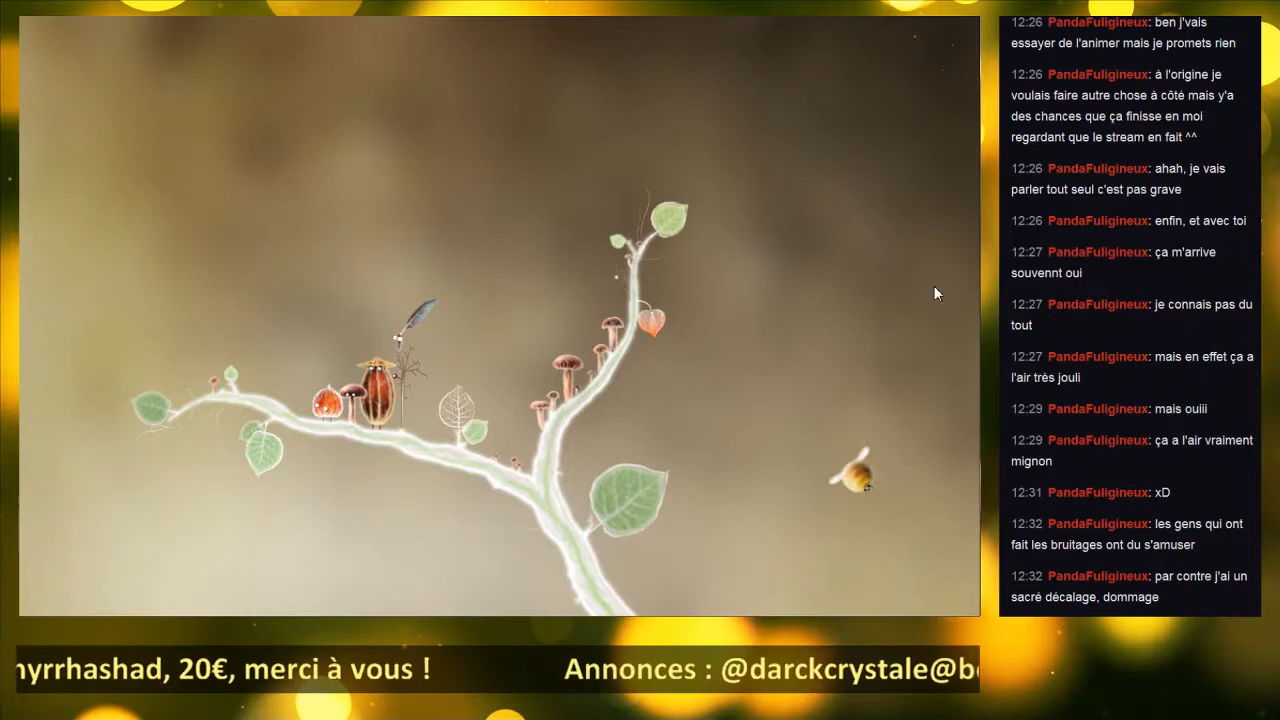 12:26 PandaFuligineux: ben j'vais
essayer de l'animer mais je promets rien
12:26 PandaFuligineux: à l'origine je
voulais faire autre chose à côté mais y'a
des chances que ça finisse en moi
regardant que le stream en fait ^^
12:26 PandaFuligineux: ahah, je vais
parler tout seul c'est pas grave
12:26 PandaFuligineux: enfin, et avec toi
12:27 PandaFuligineux: ça m'arrive
souvennt oui
12:27 PandaFuligineux: je connais pas du
tout
12:27 PandaFuligineux: mais en effet ça a
l'air très jouli
12:29 PandaFuligineux: mais ouiii
12:29 PandaFuligineux: ça a l'air vraiment
mignon
12:31 PandaFuligineux: xD
12:32 PandaFuligineux: les gens qui ont
fait les bruitages ont du s'amuser
12:32 PandaFuligineux: par contre j'ai un
sacré décalage, dommage
yrrhashad, 20€, merci à vous ! Annonces : @darckcrystale@b